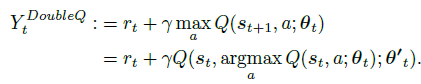 Y_t^{DoubleQ} : = r_t + γ max_a Q(s_{t+1}, a; θ_t)
= r_t + γQ(s_t, argmax_a Q(s_t, a; θ_t); θ'_t).